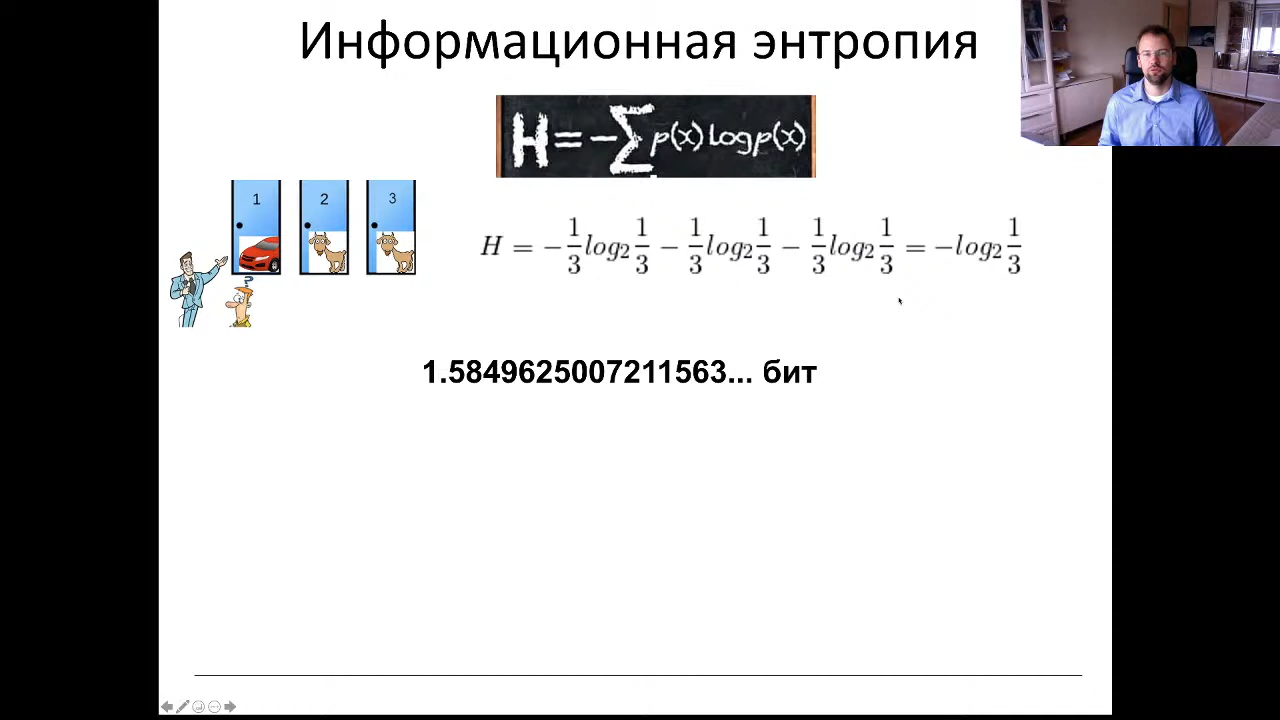 Информационная энтропия
H = -∑ p(x) log p(x)
1 2 3
H = −1/3 log₂ 1/3 − 1/3 log₂ 1/3 − 1/3 log₂ 1/3 = −log₂ 1/3
?
1.5849625007211563... бит